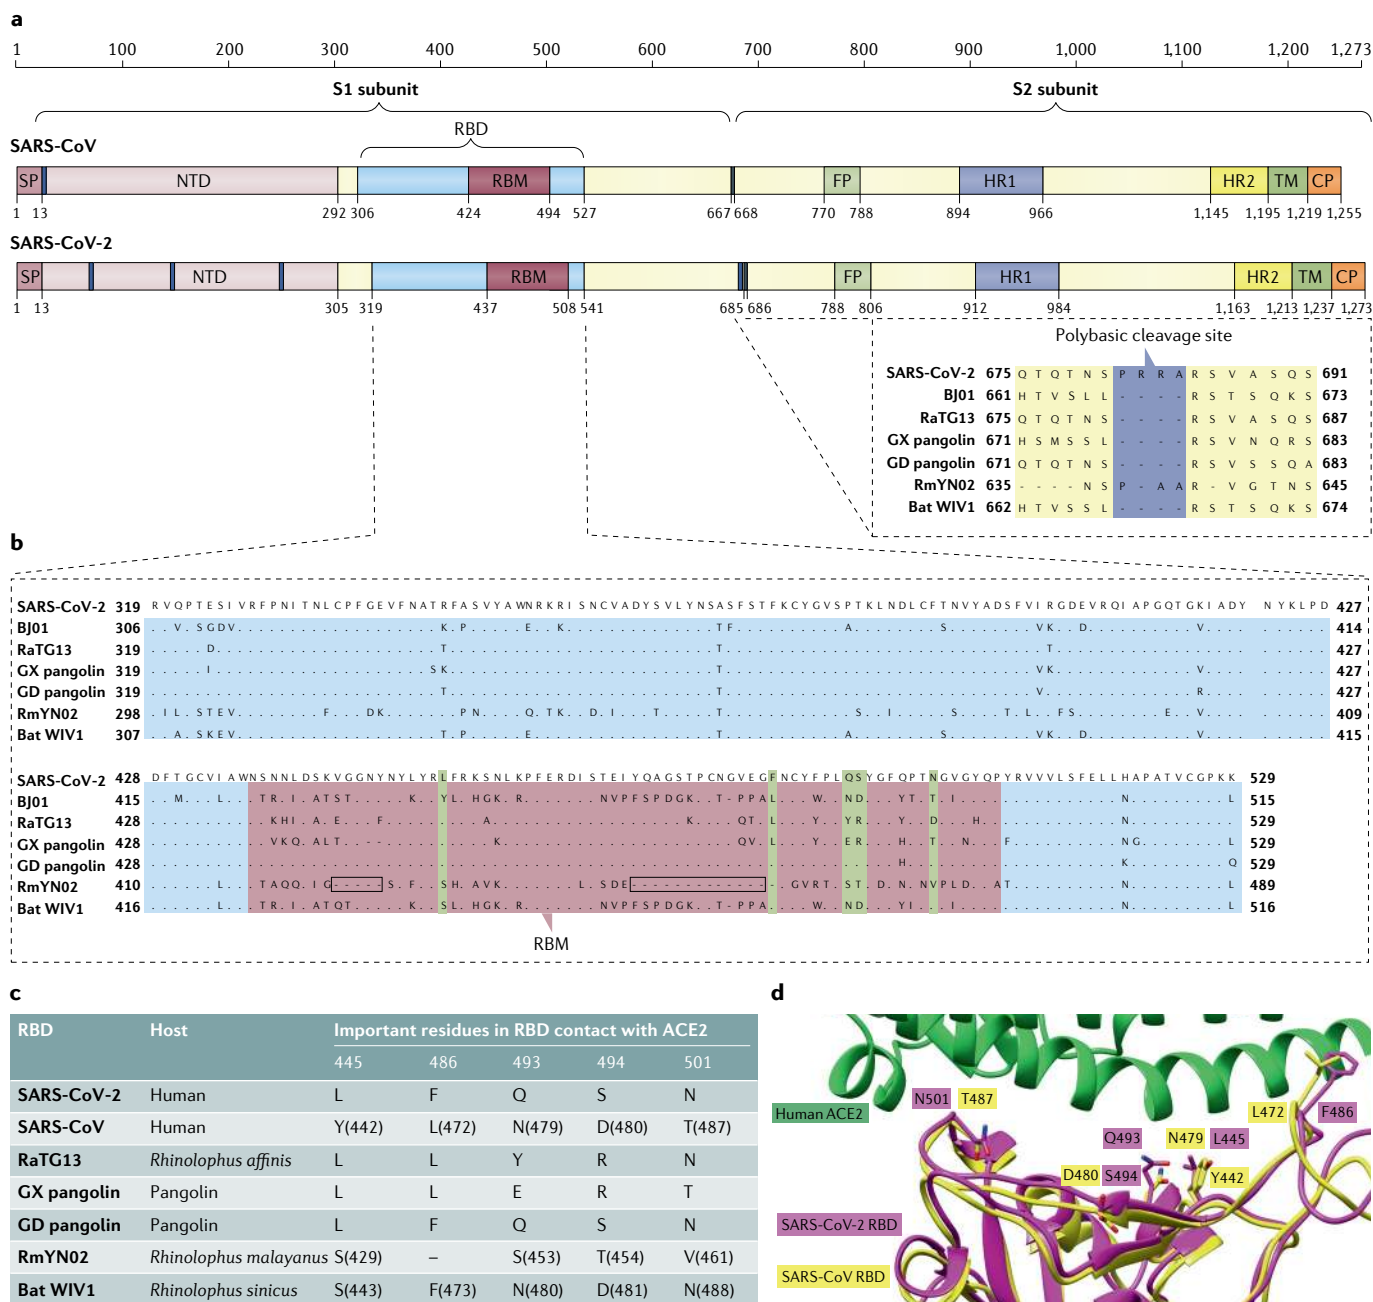 a
1 100 200 300 400 500 600 700 800 900 1,000 1,100 1,200 1,273
S1 subunit S2 subunit
RBD
SARS-CoV
SP NTD RBM FP HR1 HR2 TM CP
1 13 292 306 424 494 527 667 668 770 788 894 966 1,145 1,195 1,219 1,255
SARS-CoV-2
SP NTD RBM FP HR1 HR2 TM CP
1 13 305 319 437 508 541 685 686 788 806 912 984 1,163 1,213 1,237 1,273
Polybasic cleavage site
SARS-CoV-2 675 Q T Q T N S P R R A R S V A S Q S 691
BJ01 661 H T V S L L - - - - R S T S Q K S 673
RaTG13 675 Q T Q T N S - - - - R S V A S Q S 687
GX pangolin 671 H S M S S L - - - - R S V N Q R S 683
GD pangolin 671 Q T Q T N S - - - - R S V S S Q A 683
RmYN02 635 - - - - N S P - A A R - V G T N S 645
Bat WIV1 662 H T V S S L - - - - R S T S Q K S 674
b
SARS-CoV-2 319 R V Q P T E S I V R F P N I T N L C P F G E V F N A T R F A S V Y A W N R K R I S N C V A D Y S V L Y N S A S F S T F K C Y G V S P T K L N D L C F T N V Y A D S F V I R G D E V R Q I A P G Q T G K I A D Y N Y K L P D 427
BJ01 306 . . V . S G D V . . . . . . . . . . . . . . . . . . . K . P . . . . . E . . K . . . . . . . . . . . . . . T F . . . . . . . . . . A . . . . . . . . S . . . . . . . . V K . . D . . . . . . . . . . V . . . . . . . . . . 414
RaTG13 319 . . . . . D . . . . . . . . . . . . . . . . . . . . . T . . . . . . . . . . . . . . . . . . . . . . . . . T . . . . . . . . . . . . . . . . . . . . . . . . . . . . . T . . . . . . . . . . . . . . . . . . . . . . . . 427
GX pangolin 319 . . . . . I . . . . . . . . . . . . . . . . . . . . S K . . . . . . . . . . . . . . . . . . . . . . . . . T . . . . . . . . . . . . . . . . . . . . . . . . . . . . V K . . . . . . . . . . . . . V . . . . . . . . . . 427
GD pangolin 319 . . . . . . . . . . . . . . . . . . . . . . . . . . . T . . . . . . . . . . . . . . . . . . . . . . . . . T . . . . . . . . . . . . . . . . . . . . . . . . . . . . V . . . . . . . . . . . . . . R . . . . . . . . . . 427
RmYN02 298 . I L . S T E V . . . . . . . . F . . . D K . . . . . . P N . . . . Q . T K . . D . I . . . T . . . . . T . . . . . . . . . . . S . . I . . . . . S . . . . T . L . . F S . . . . . . . . E . . V . . . . . . . . . . 409
Bat WIV1 307 . . A . S K E V . . . . . . . . . . . . . . . . . . . T . P . . . . . E . . . . . . . . . . . . . . . . . T . . . . . . . . . . . A . . . . . . . . S . . . . . . . . V K . . D . . . . . . . . . . V . . . . . . . . . . 415
SARS-CoV-2 428 D F T G C V I A W N S N N L D S K V G G N Y N Y L Y R L F R K S N L K P F E R D I S T E I Y Q A G S T P C N G V E G F N C Y F P L Q S Y G F Q P T N G V G Y Q P Y R V V V L S F E L L H A P A T V C G P K K 529
BJ01 415 . . M . . . L . . . T R . I . A T S T . . . . . K . . Y L . H G K . R . . . . . . . N V P F S P D G K . . T - P P A L . . . W . . N D . . . Y T . T . I . . . . . . . . . . . . . . . . N . . . . . . . . . L 515
RaTG13 428 . . . . . . . . . . . K H I . A . E . . . F . . . . . . . . . A . . . . . . . . . . . . . . . . . . K . . . . Q T . L . . . Y . . Y R . . . Y . . D . . . H . . . . . . . . . . . . . . N . . . . . . . . . . 529
GX pangolin 428 . . . . . . . . . . . V K Q . A L T . . - - . . . . . . . . . . K . . . . . . . . . . . . . . . . . . . . . . Q V . L . . . Y . . E R . . . H . . T . . N . . . F . . . . . . . . . . . N G . . . . . . . . L 529
GD pangolin 428 . . . . . . . . . . . . . . . . . . . . . . . . . . . . . . . . . . . . . . . . . . . . . . . . . . . . . . . . . . . . . . . . . . . . . . H . . . . . . . . . . . . . . . . . . . . K . . . . . . . . . Q 529
RmYN02 410 . . . . . . L . . . T A Q Q . I G - - - - - S . F . . S H . A V K . . . . . . . L . S D E - - - - - - - - - - - - - - . G V R T . S T . D . N . N V P L D . A T . . . . . . . . . . . N . . . . . . . . . L 489
Bat WIV1 416 . . . . . . L . . . T R . I . A T Q T . . . . . K . . S L . H G K . R . . . . . . . N V P F S P D G K . . T - P P A . . . . W . . N D . . . Y I . . . I . . . . . . . . . . . . . . . . N . . . . . . . . . L 516
RBM
c
RBD Host Important residues in RBD contact with ACE2
445 486 493 494 501
SARS-CoV-2 Human L F Q S N
SARS-CoV Human Y(442) L(472) N(479) D(480) T(487)
RaTG13 Rhinolophus affinis L L Y R N
GX pangolin Pangolin L L E R T
GD pangolin Pangolin L F Q S N
RmYN02 Rhinolophus malayanus S(429) – S(453) T(454) V(461)
Bat WIV1 Rhinolophus sinicus S(443) F(473) N(480) D(481) N(488)
d
Human ACE2
N501 T487
L472 F486
Q493 N479 L445
D480 S494 Y442
SARS-CoV-2 RBD
SARS-CoV RBD